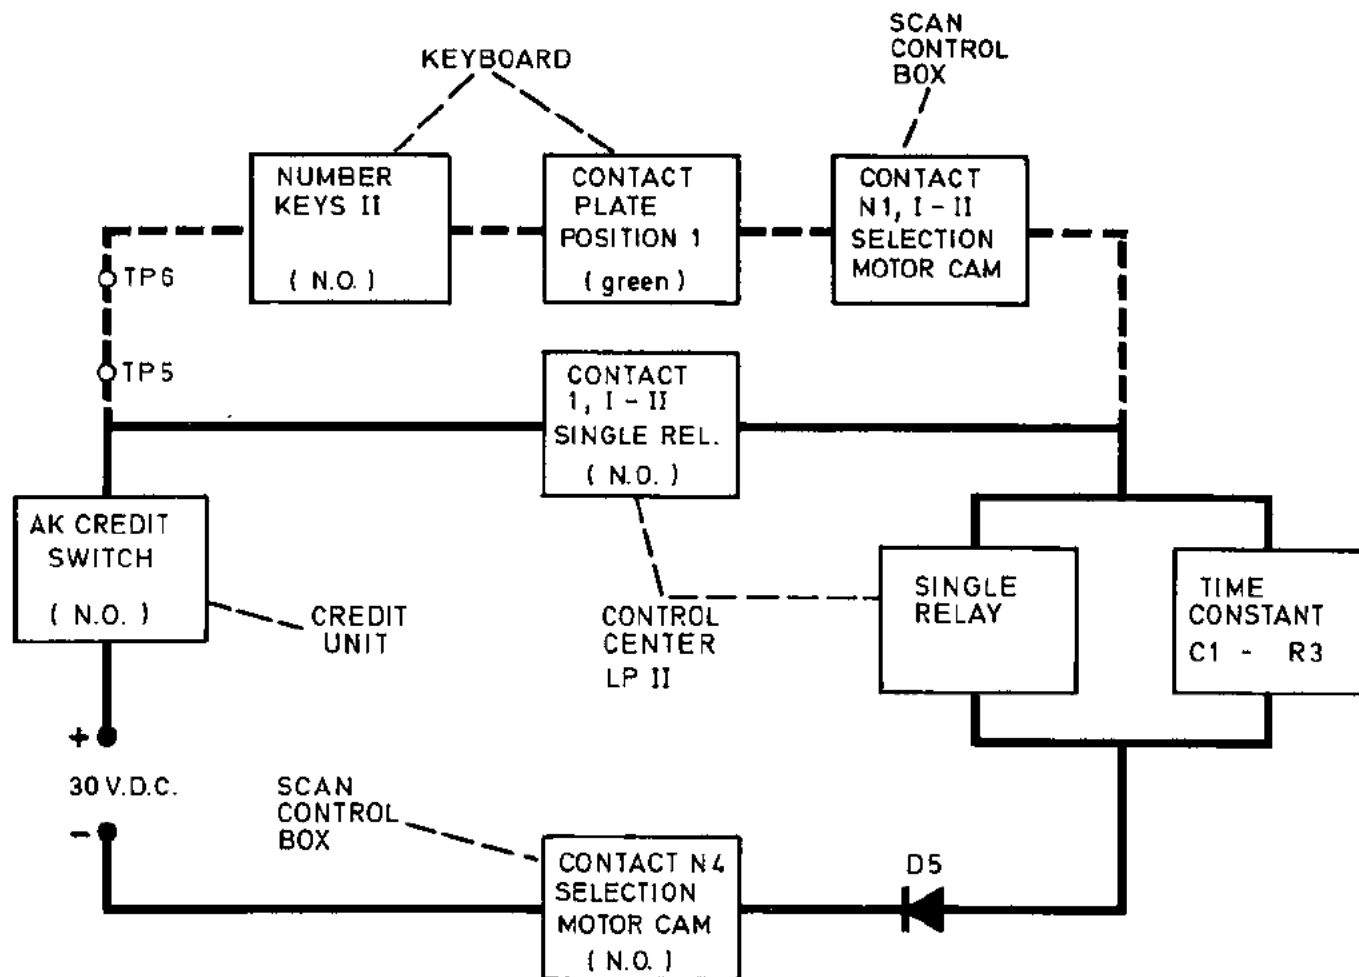 SCAN
CONTROL
BOX
KEYBOARD
NUMBER
KEYS II
( N.O. )
CONTACT
PLATE
POSITION 1
( green )
CONTACT
N1, I - II
SELECTION
MOTOR CAM
TP6
TP5
CONTACT
1, I - II
SINGLE REL.
( N.O. )
AK CREDIT
SWITCH
( N.O. )
CREDIT
UNIT
CONTROL
CENTER
LP II
SINGLE
RELAY
TIME
CONSTANT
C1 - R3
+
30 V.D.C.
-
SCAN
CONTROL
BOX
CONTACT N4
SELECTION
MOTOR CAM
( N.O. )
D5